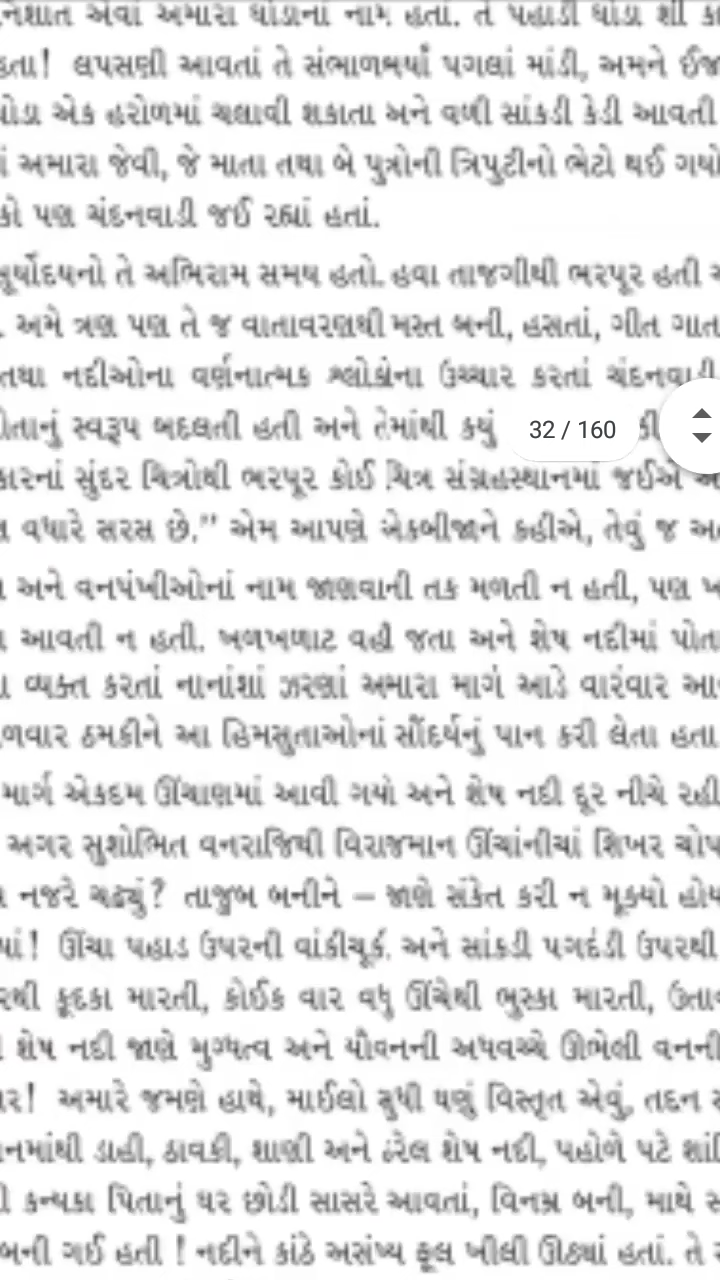 એવાં અમારા ઘોડાનાં નામ હતાં. તે પહાડી ઘોડા શી
હતા! લપસણી આવતાં તે સંભાળભર્યાં પગલાં માંડી, અમને
ઘોડા એક હરોળમાં ચલાવી શકાતા અને વળી સાંકડી કેડી આવતી
અમારા જેવી, જે માતા તથા બે પુત્રોની ત્રિપુટીનો ભેટો થઈ ગયો
પણ ચંદનવાડી જઈ રહ્યાં હતાં.
સૂર્યોદયનો તે અભિરામ સમય હતો. હવા તાજગીથી ભરપૂર હતી
. અમે ત્રણ પણ તે જ વાતાવરણથી મસ્ત બની, હસતાં, ગીત ગાતાં
તથા નદીઓના વર્ણનાત્મક શ્લોકોના ઉચ્ચાર કરતાં ચંદનવાડી
સ્વરૂપ બદલતી હતી અને તેમાંથી કયું
32 / 160
સુંદર ચિત્રોથી ભરપૂર કોઈ ચિત્ર સંગ્રહસ્થાનમાં જઈએ
વધારે સરસ છે.” એમ આપણે એકબીજાને કહીએ, તેવું જ
અને વનપંખીઓનાં નામ જાણવાની તક મળતી ન હતી, પણ
આવતી ન હતી. ખળખળાટ વહી જતા અને શેષ નદીમાં
વ્યક્ત કરતાં નાનાંશાં ઝરણાં અમારા માર્ગ આડે વારંવાર
ઠમકીને આ હિમસુતાઓનાં સૌંદર્યનું પાન કરી લેતા હતા
માર્ગ એકદમ ઊંચાણમાં આવી ગયો અને શેષ નદી દૂર નીચે રહી
અગર સુશોભિત વનરાજિથી વિરાજમાન ઊંચાંનીચાં શિખર
નજરે ચઢ્યું? તાજુબ બનીને – જાણે સંકેત કરી ન મૂક્યો હોય
! ઊંચા પહાડ ઉપરની વાંકીચૂકી અને સાંકડી પગદંડી ઉપરથી
કૂદકા મારતી, કોઈક વાર વધુ ઊંચેથી ભુસ્કા મારતી,
શેષ નદી જાણે મુગ્ધત્વ અને યૌવનની અધવચ્ચે ઊભેલી વનની
! અમારે જમણે હાથે, માઈલો સુધી ઘણું વિસ્તૃત એવું, તદન
ડાહી, ઠાવકી, શાણી અને ઠરેલ શેષ નદી, પહોળે પટે
કન્યકા પિતાનું ઘર છોડી સાસરે આવતાં, વિનમ્ર બની, માથે
બની ગઈ હતી ! નદીને કાંઠે અસંખ્ય ફૂલ ખીલી ઊઠ્યાં હતાં. તે